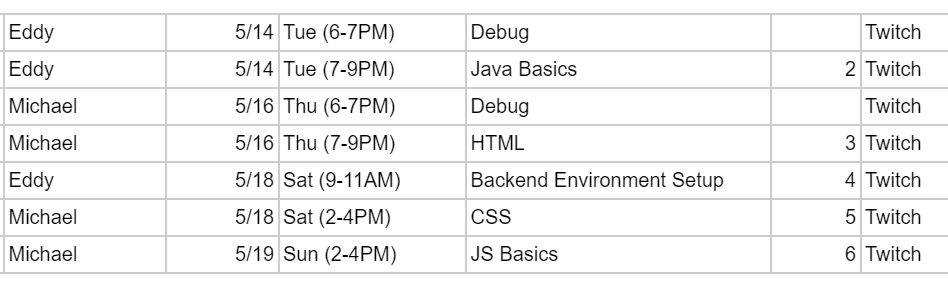 Eddy 5/14 Tue (6-7PM) Debug Twitch
Eddy 5/14 Tue (7-9PM) Java Basics 2 Twitch
Michael 5/16 Thu (6-7PM) Debug Twitch
Michael 5/16 Thu (7-9PM) HTML 3 Twitch
Eddy 5/18 Sat (9-11AM) Backend Environment Setup 4 Twitch
Michael 5/18 Sat (2-4PM) CSS 5 Twitch
Michael 5/19 Sun (2-4PM) JS Basics 6 Twitch